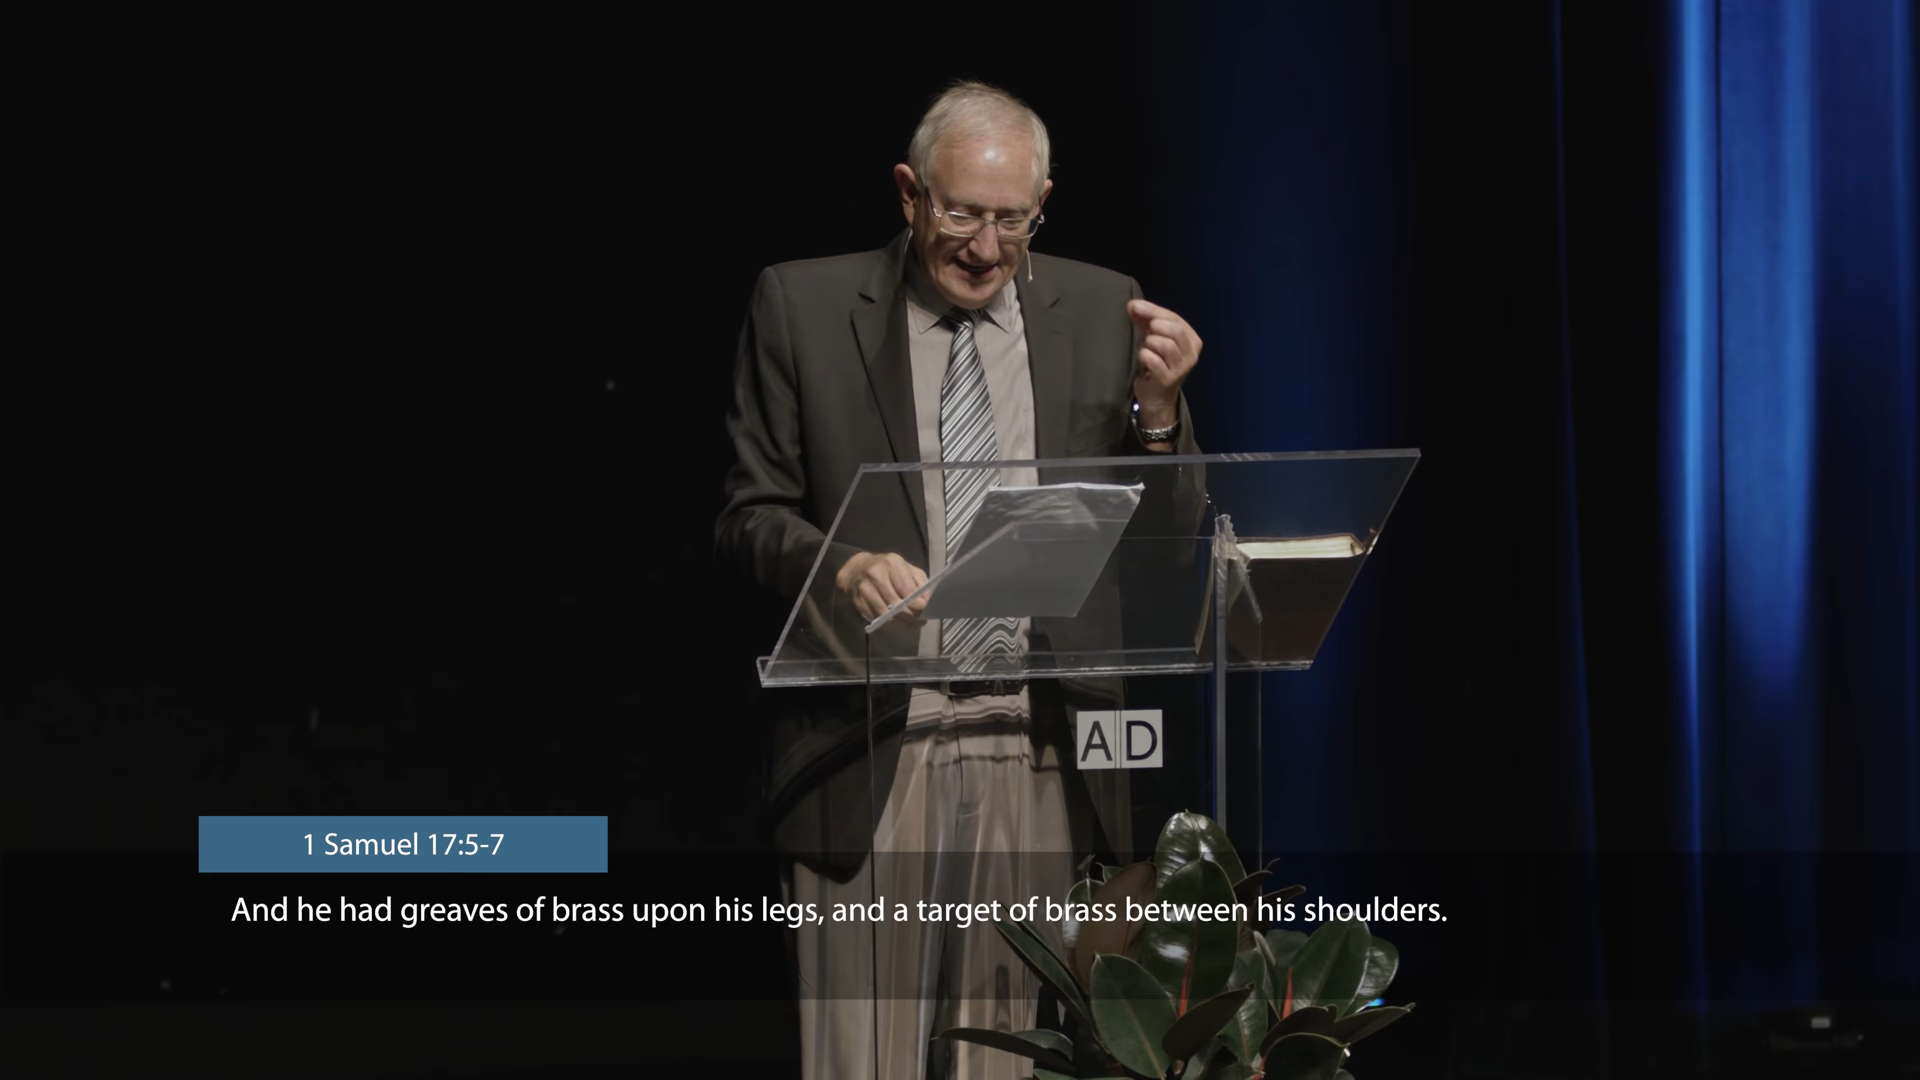 A D
1 Samuel 17:5-7
And he had greaves of brass upon his legs, and a target of brass between his shoulders.